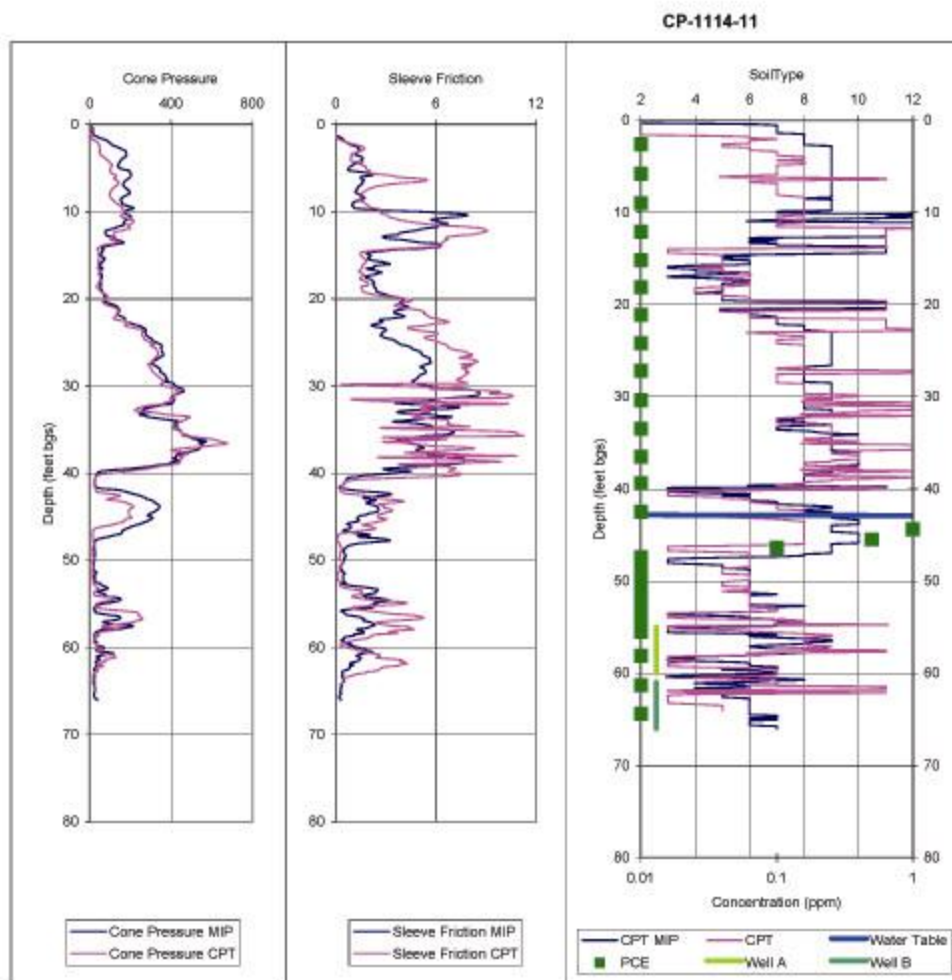 CP-1114-11
Cone Pressure
0 400 800
0
10
20
30
40
50
60
70
80
Depth (feet bgs)
Cone Pressure MIP
Cone Pressure CPT
Sleeve Friction
0 6 12
0
10
20
30
40
50
60
70
80
Sleeve Friction MIP
Sleeve Friction CPT
SoilType
2 4 6 8 10 12
0 0
10 10
20 20
30 30
40 40
50 50
60 60
70 70
80 80
Depth (feet bgs)
0.01 0.1 1
Concentration (ppm)
CPT MIP CPT Water Table
PCE Well A Well B